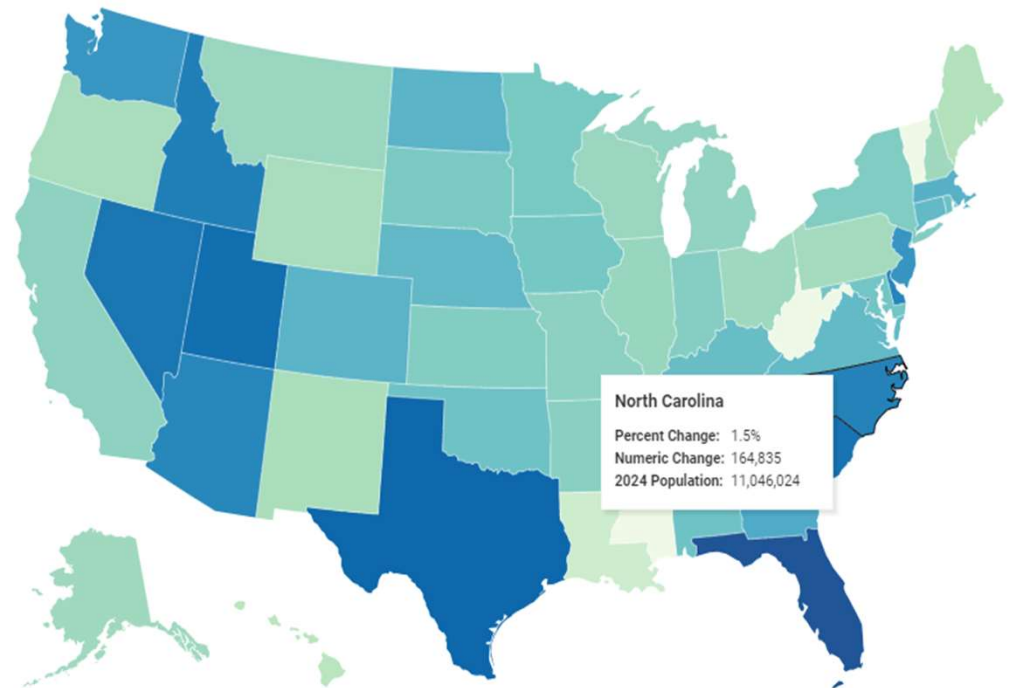 North Carolina
Percent Change: 1.5%
Numeric Change: 164,835
2024 Population: 11,046,024